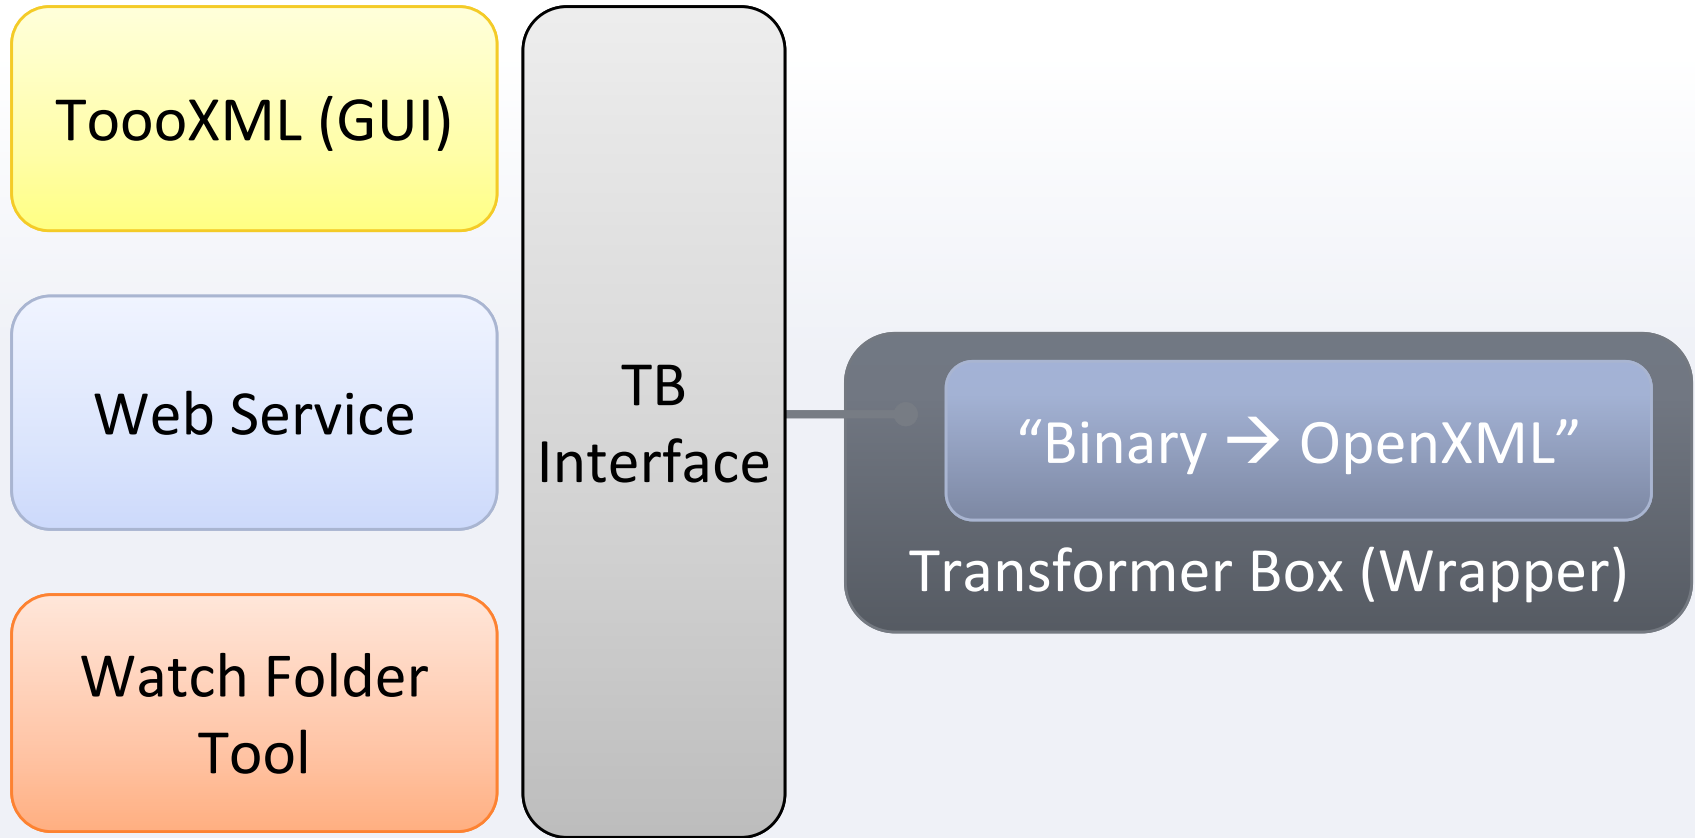 ToooXML (GUI)
Web Service
Watch Folder
Tool
TB
Interface
“Binary → OpenXML”
Transformer Box (Wrapper)